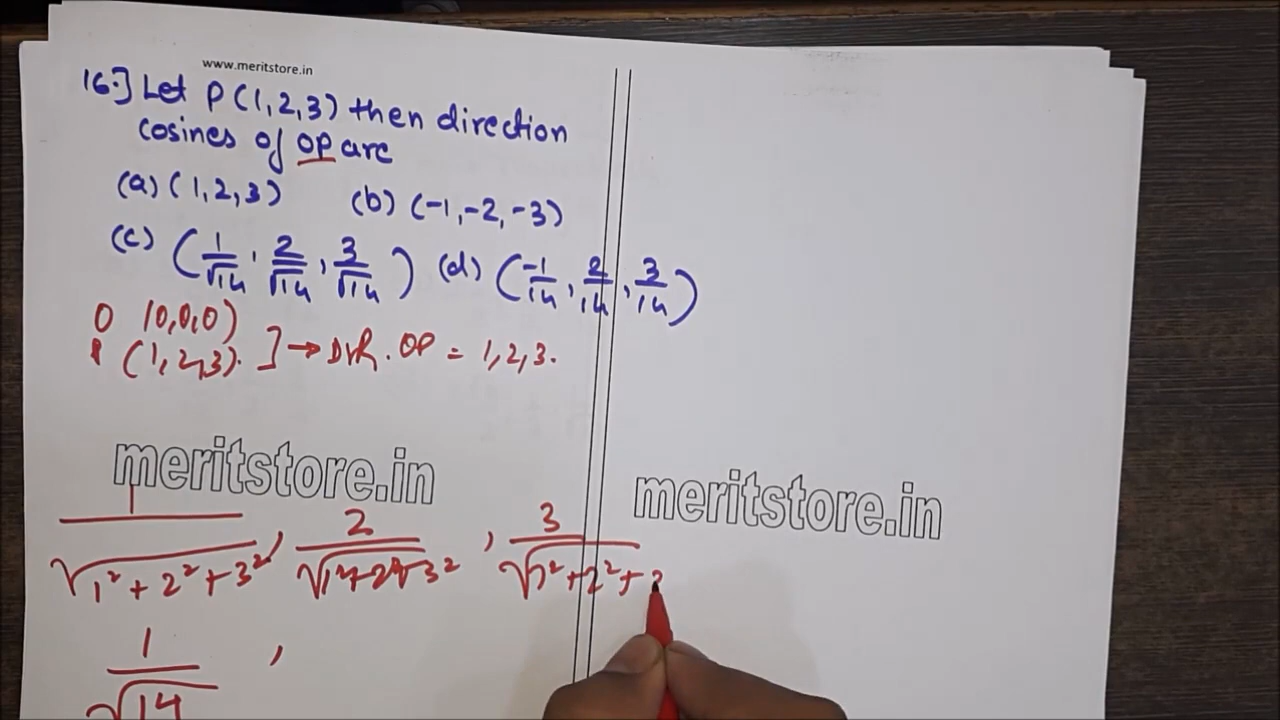 www.meritstore.in
16.] Let P(1,2,3) then direction
cosines of OP are
(a) (1,2,3) (b) (-1,-2,-3)
(c) (1/√14, 2/√14, 3/√14) (d) (-1/14, 2/14, 3/14)
O (0,0,0)
P (1,2,3). ] → D.r. OP = 1,2,3.
meritstore.in meritstore.in
1/√1²+2²+3², 2/√1²+2²+3², 3/√1²+2²+3
1/√14,